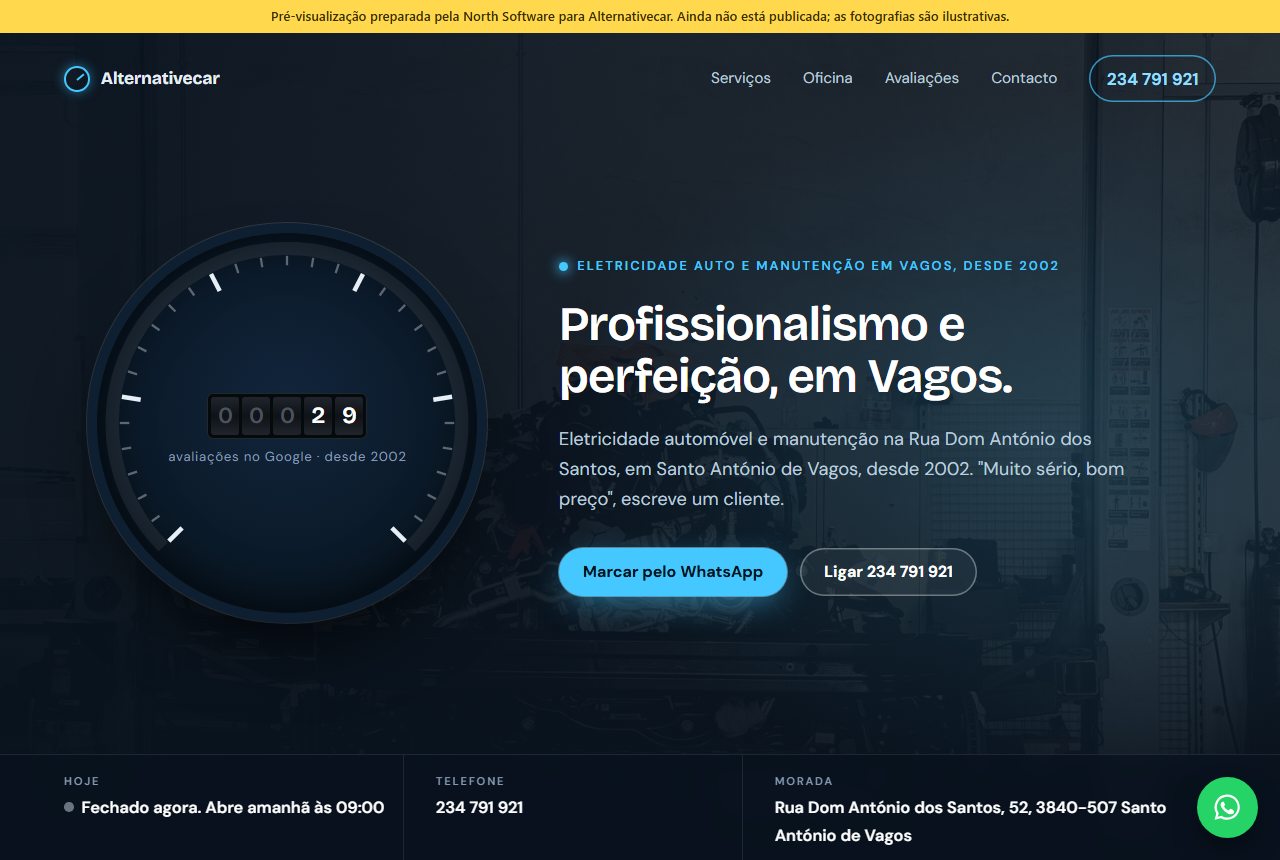 Pré-visualização preparada pela North Software para Alternativecar. Ainda não está publicada; as fotografias são ilustrativas.
Alternativecar
Serviços
Oficina
Avaliações
Contacto
234 791 921
ELETRICIDADE AUTO E MANUTENÇÃO EM VAGOS, DESDE 2002
Profissionalismo e
perfeição, em Vagos.
0 0 0 2 9
avaliações no Google · desde 2002
Eletricidade automóvel e manutenção na Rua Dom António dos
Santos, em Santo António de Vagos, desde 2002. "Muito sério, bom
preço", escreve um cliente.
Marcar pelo WhatsApp
Ligar 234 791 921
HOJE
Fechado agora. Abre amanhã às 09:00
TELEFONE
234 791 921
MORADA
Rua Dom António dos Santos, 52, 3840-507 Santo
António de Vagos